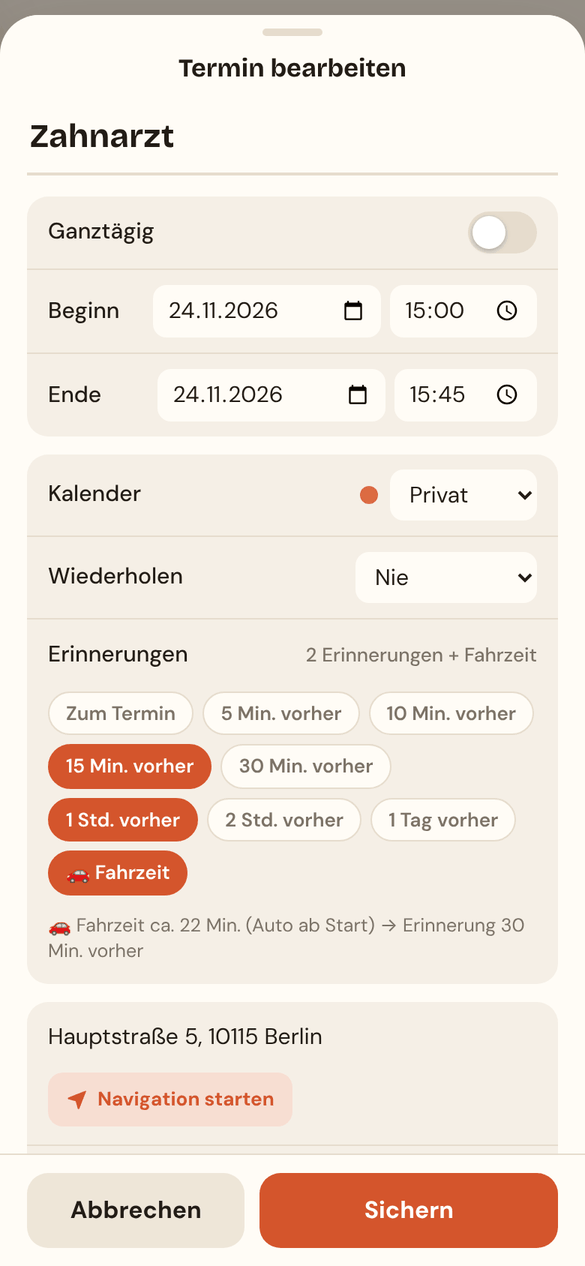 Termin bearbeiten
Zahnarzt
Ganztägig
Beginn 24.11.2026 15:00
Ende 24.11.2026 15:45
Kalender Privat
Wiederholen Nie
Erinnerungen 2 Erinnerungen + Fahrzeit
Zum Termin 5 Min. vorher 10 Min. vorher
15 Min. vorher 30 Min. vorher
1 Std. vorher 2 Std. vorher 1 Tag vorher
🚗 Fahrzeit
🚗 Fahrzeit ca. 22 Min. (Auto ab Start) → Erinnerung 30
Min. vorher
Hauptstraße 5, 10115 Berlin
Navigation starten
Abbrechen Sichern